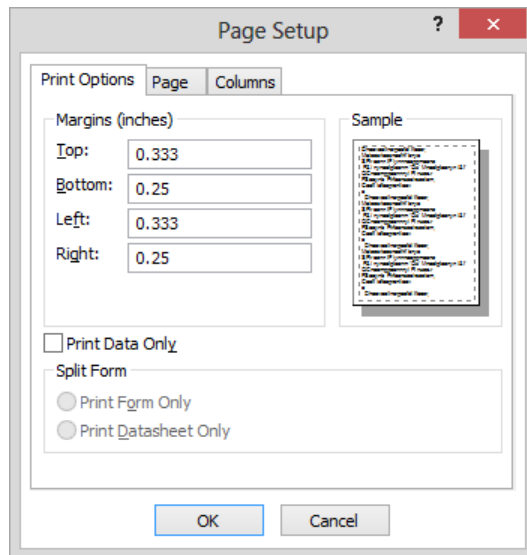 Page Setup ? ×
Print Options Page Columns
Margins (inches)
Top: 0.333
Bottom: 0.25
Left: 0.333
Right: 0.25
Sample
Print Data Only
Split Form
Print Form Only
Print Datasheet Only
OK Cancel